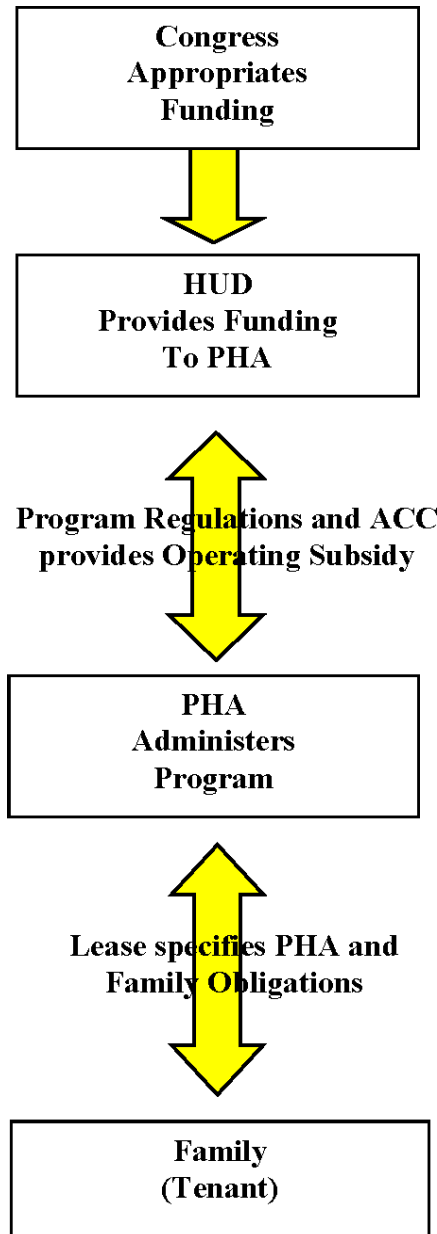 Congress
Appropriates
Funding
HUD
Provides Funding
To PHA
Program Regulations and ACC
provides Operating Subsidy
PHA
Administers
Program
Lease specifies PHA and
Family Obligations
Family
(Tenant)